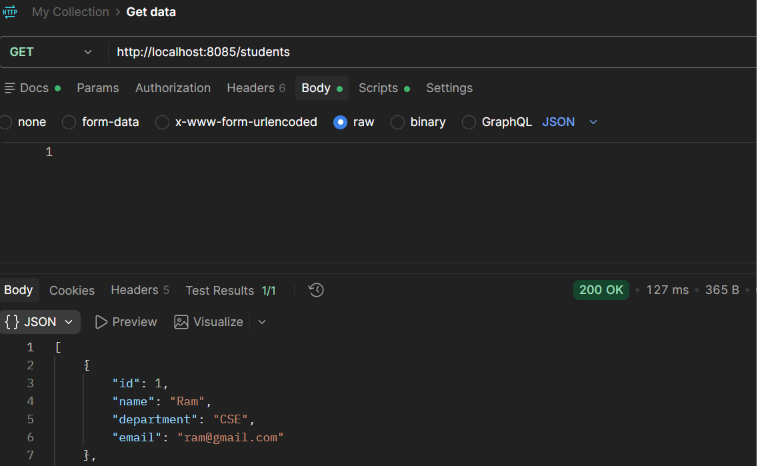 HTTP My Collection > Get data
GET http://localhost:8085/students
Docs Params Authorization Headers 6 Body Scripts Settings
none form-data x-www-form-urlencoded raw binary GraphQL JSON
1
Body Cookies Headers 5 Test Results 1/1 200 OK 127 ms 365 B
{} JSON Preview Visualize
1 [
2 {
3 "id": 1,
4 "name": "Ram",
5 "department": "CSE",
6 "email": "ram@gmail.com"
7 },